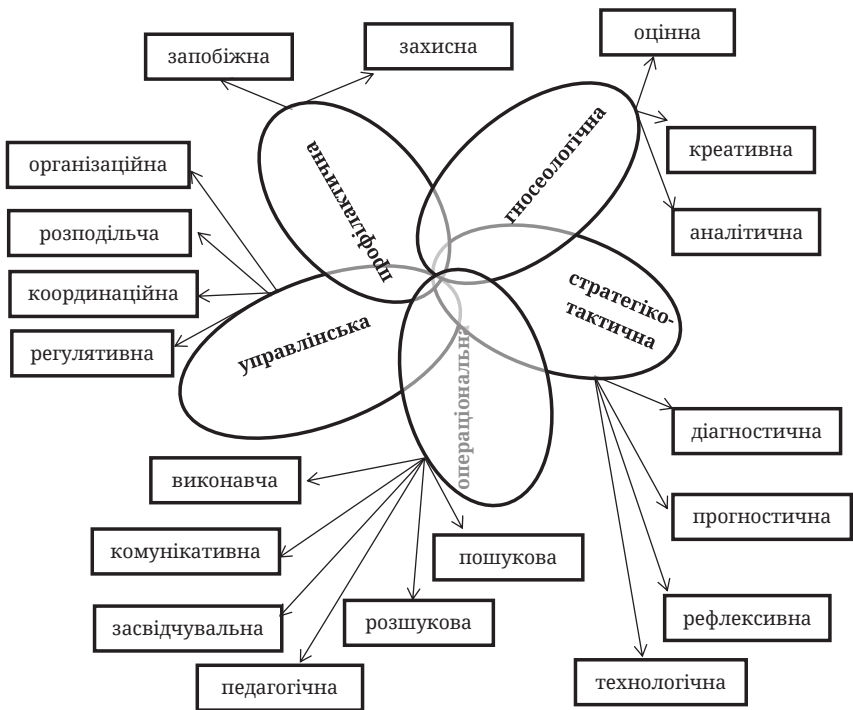 запобіжна
захисна
оцінна
профілактична
гносеологічна
креативна
аналітична
організаційна
розподільча
координаційна
регулятивна
управлінська
стратегіко-
тактична
операціональна
діагностична
прогностична
рефлексивна
технологічна
виконавча
комунікативна
засвідчувальна
педагогічна
розшукова
пошукова